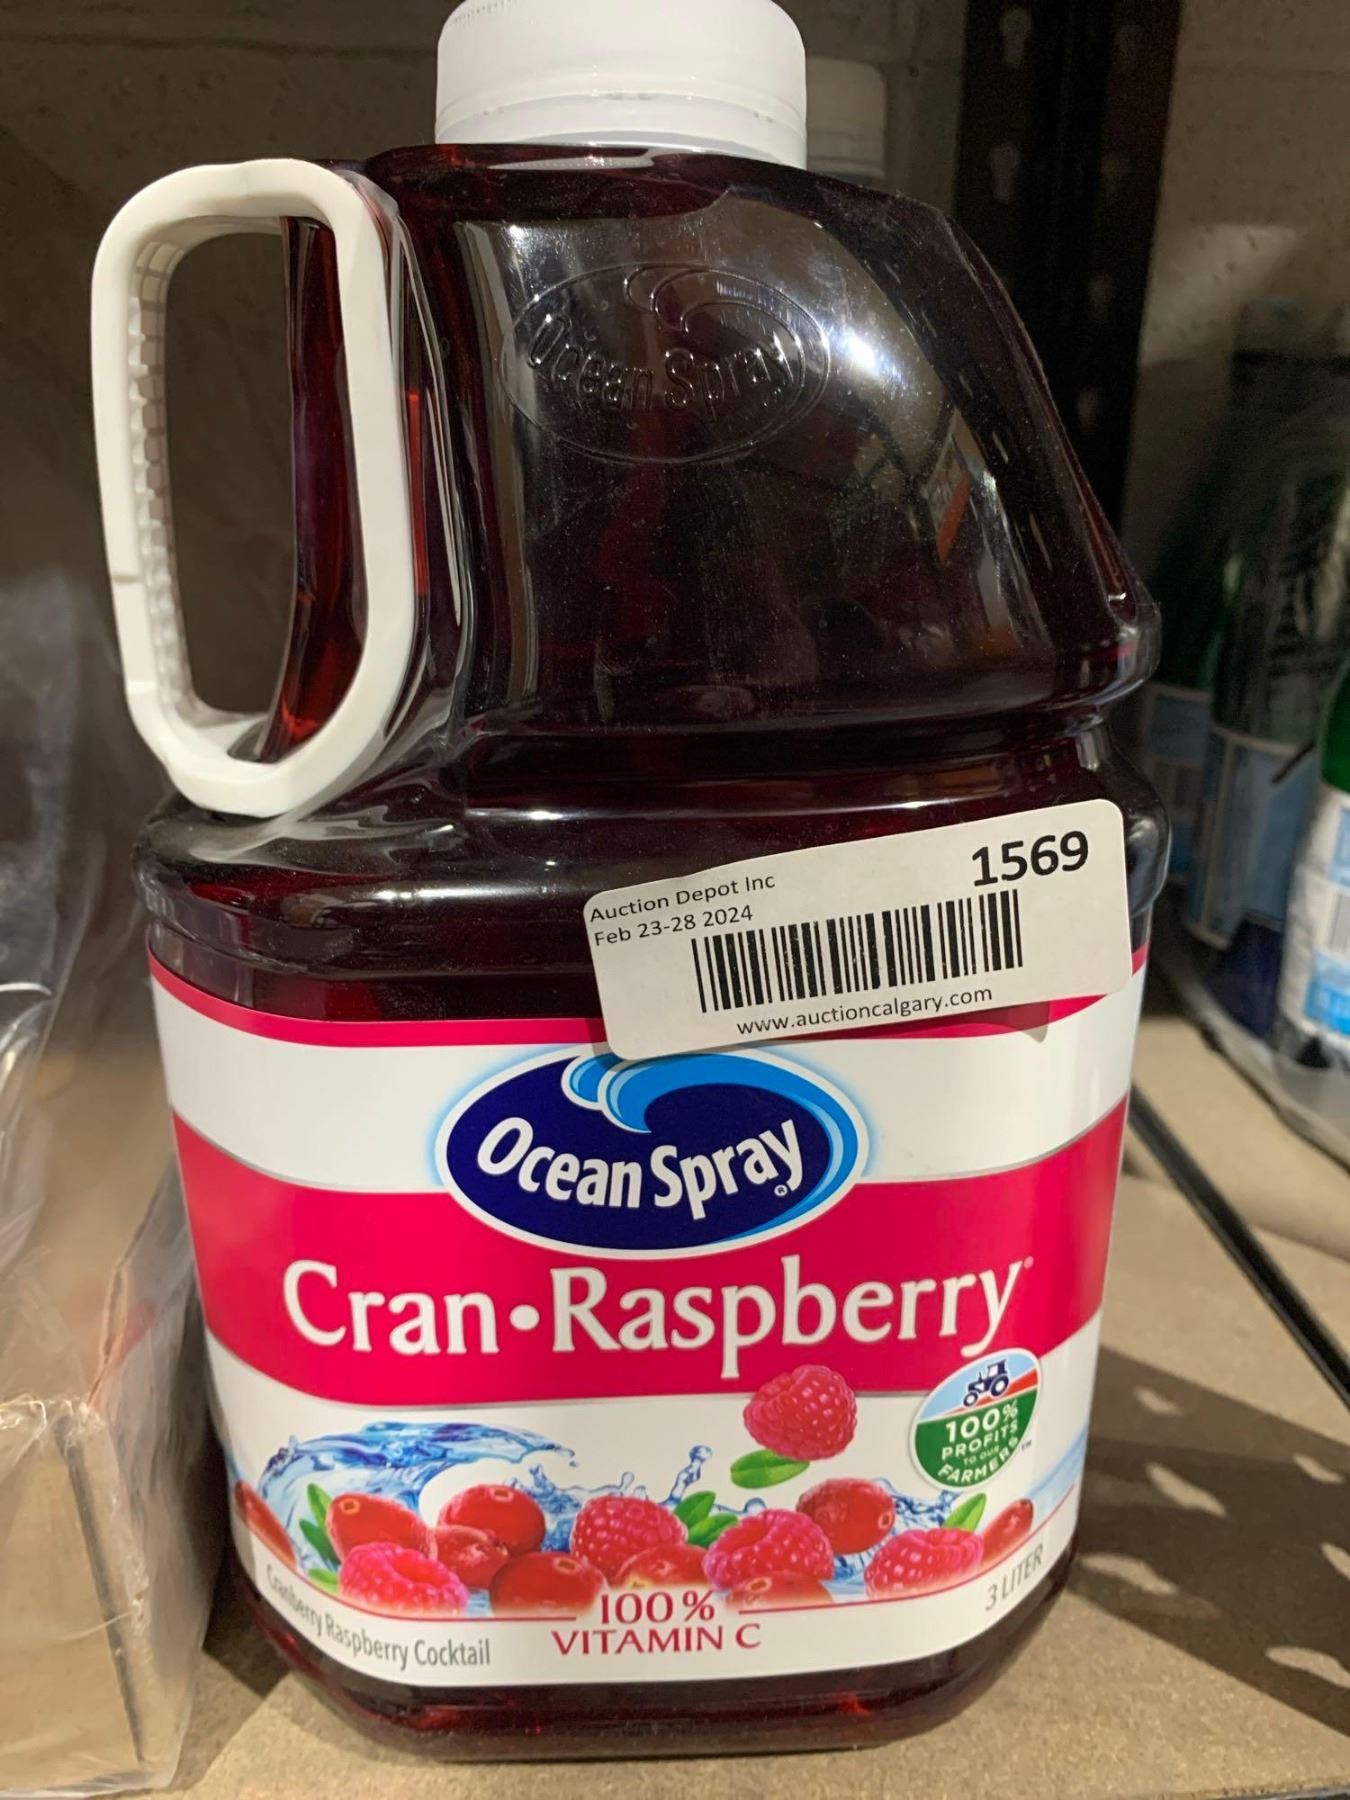 Ocean Spray
1569
Auction Depot Inc
Feb 23-28 2024
www.auctioncalgary.com
Ocean Spray®
Cran•Raspberry
100%
PROFITS
TO OUR
FARMERS™
3 LITER
100%
VITAMIN C
Cranberry Raspberry Cocktail